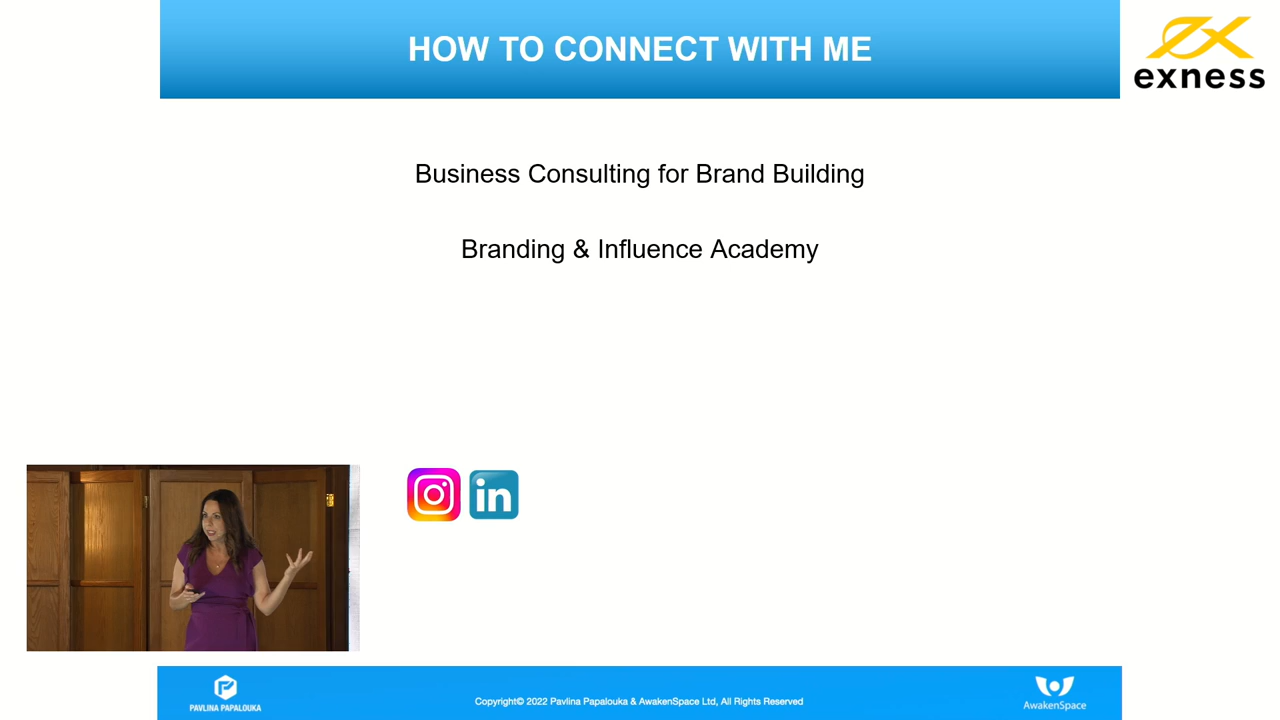 HOW TO CONNECT WITH ME
exness
Business Consulting for Brand Building
Branding & Influence Academy
in
PAVLINA PAPALOUKA
Copyright© 2022 Pavlina Papalouka & AwakenSpace Ltd, All Rights Reserved
AwakenSpace